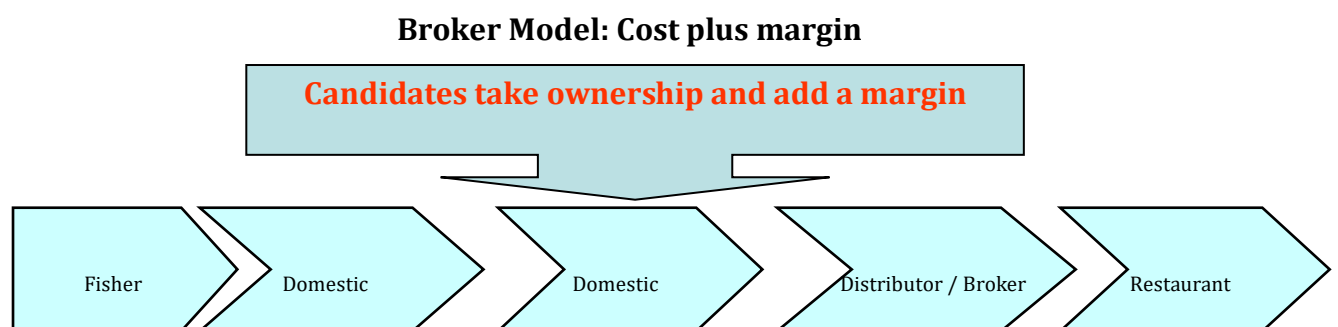 Broker Model: Cost plus margin
Candidates take ownership and add a margin
Fisher
Domestic
Domestic
Distributor / Broker
Restaurant